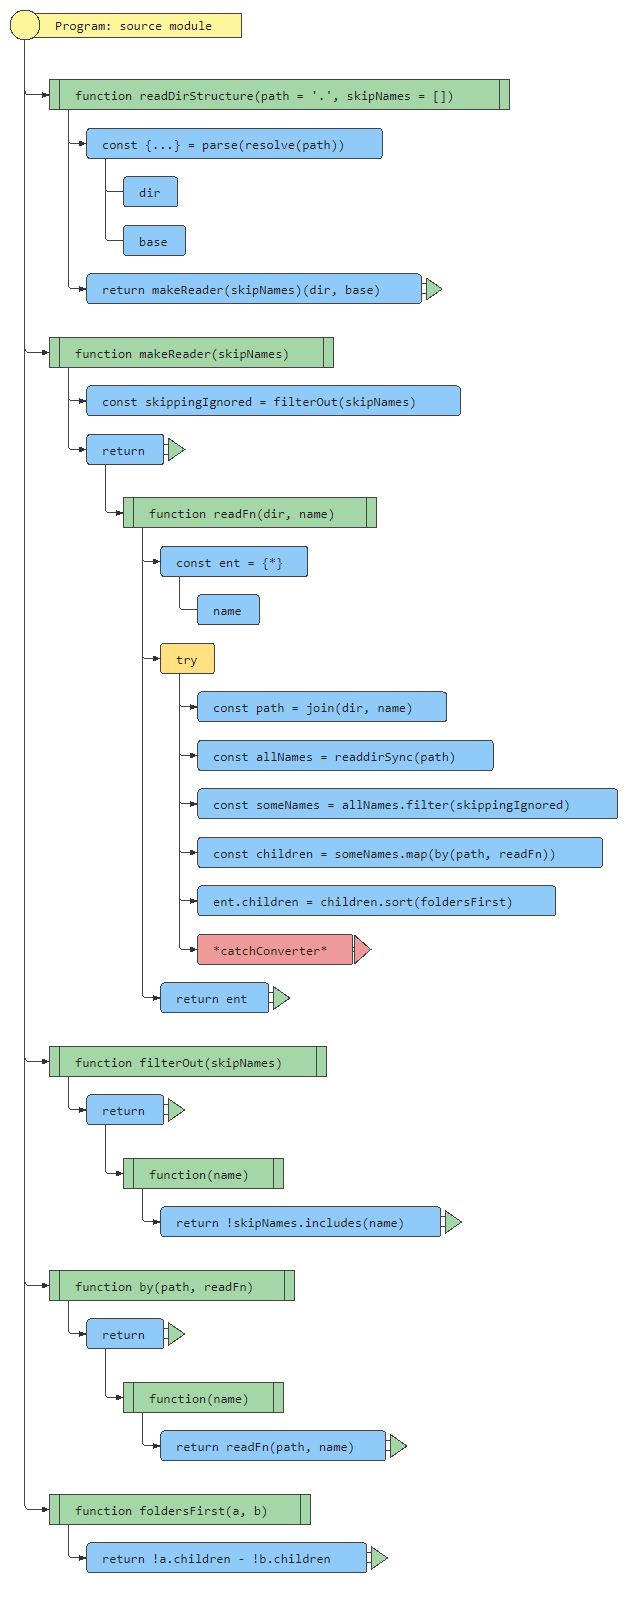 Program: source module
function readDirStructure(path = '.', skipNames = [])
const {...} = parse(resolve(path))
dir
base
return makeReader(skipNames)(dir, base)
function makeReader(skipNames)
const skippingIgnored = filterOut(skipNames)
return
function readFn(dir, name)
const ent = {*}
name
try
const path = join(dir, name)
const allNames = readdirSync(path)
const someNames = allNames.filter(skippingIgnored)
const children = someNames.map(by(path, readFn))
ent.children = children.sort(foldersFirst)
*catchConverter*
return ent
function filterOut(skipNames)
return
function(name)
return !skipNames.includes(name)
function by(path, readFn)
return
function(name)
return readFn(path, name)
function foldersFirst(a, b)
return !a.children - !b.children